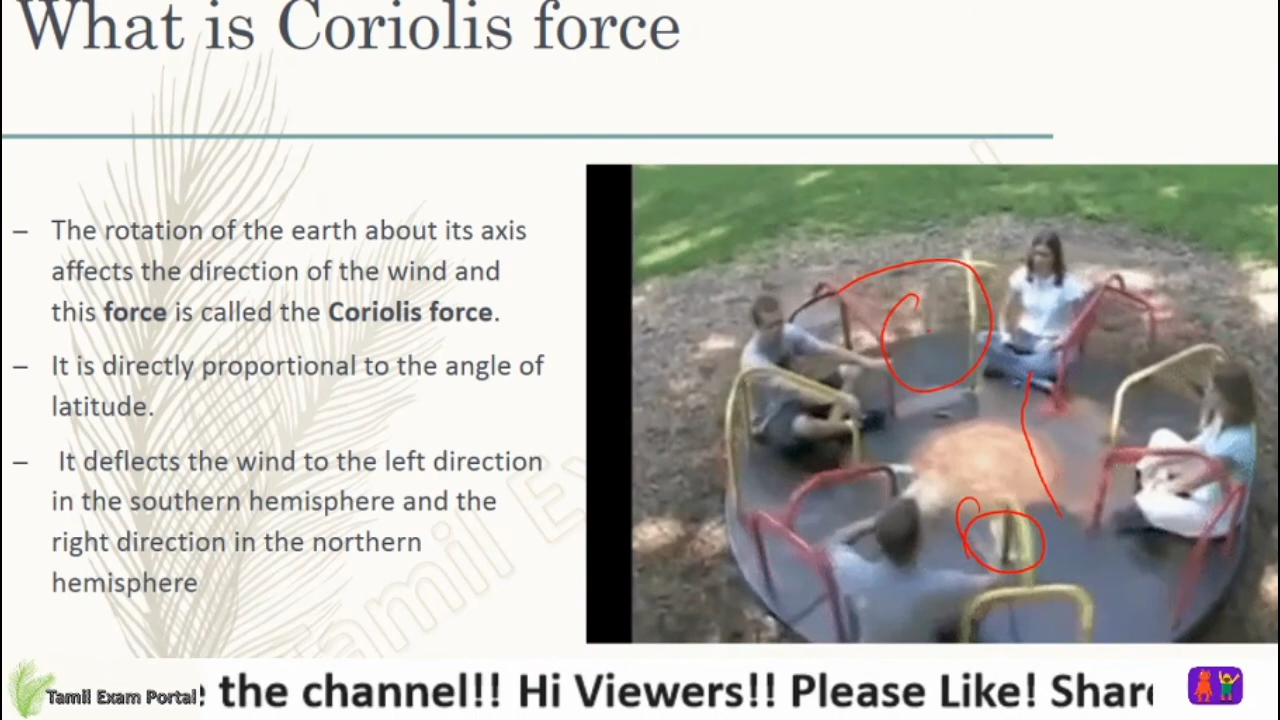 What is Coriolis force
– The rotation of the earth about its axis
affects the direction of the wind and
this force is called the Coriolis force.
– It is directly proportional to the angle of
latitude.
– It deflects the wind to the left direction
in the southern hemisphere and the
right direction in the northern
hemisphere
Tamil Ex
Tamil Exam Portal
the channel!! Hi Viewers!! Please Like! Share